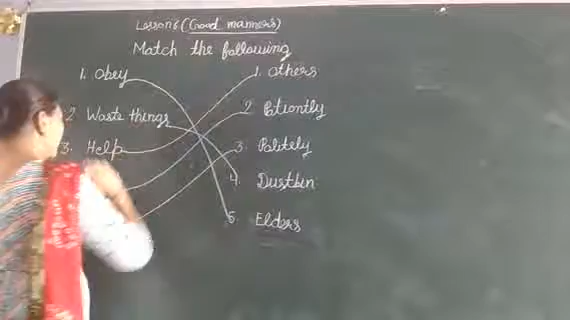 Lesson 6 (Good manners)
Match the following
1. Obey
1. Others
2 Waste things
2. Patiently
3. Help
3. Politely
4. Dustbin
5. Elders